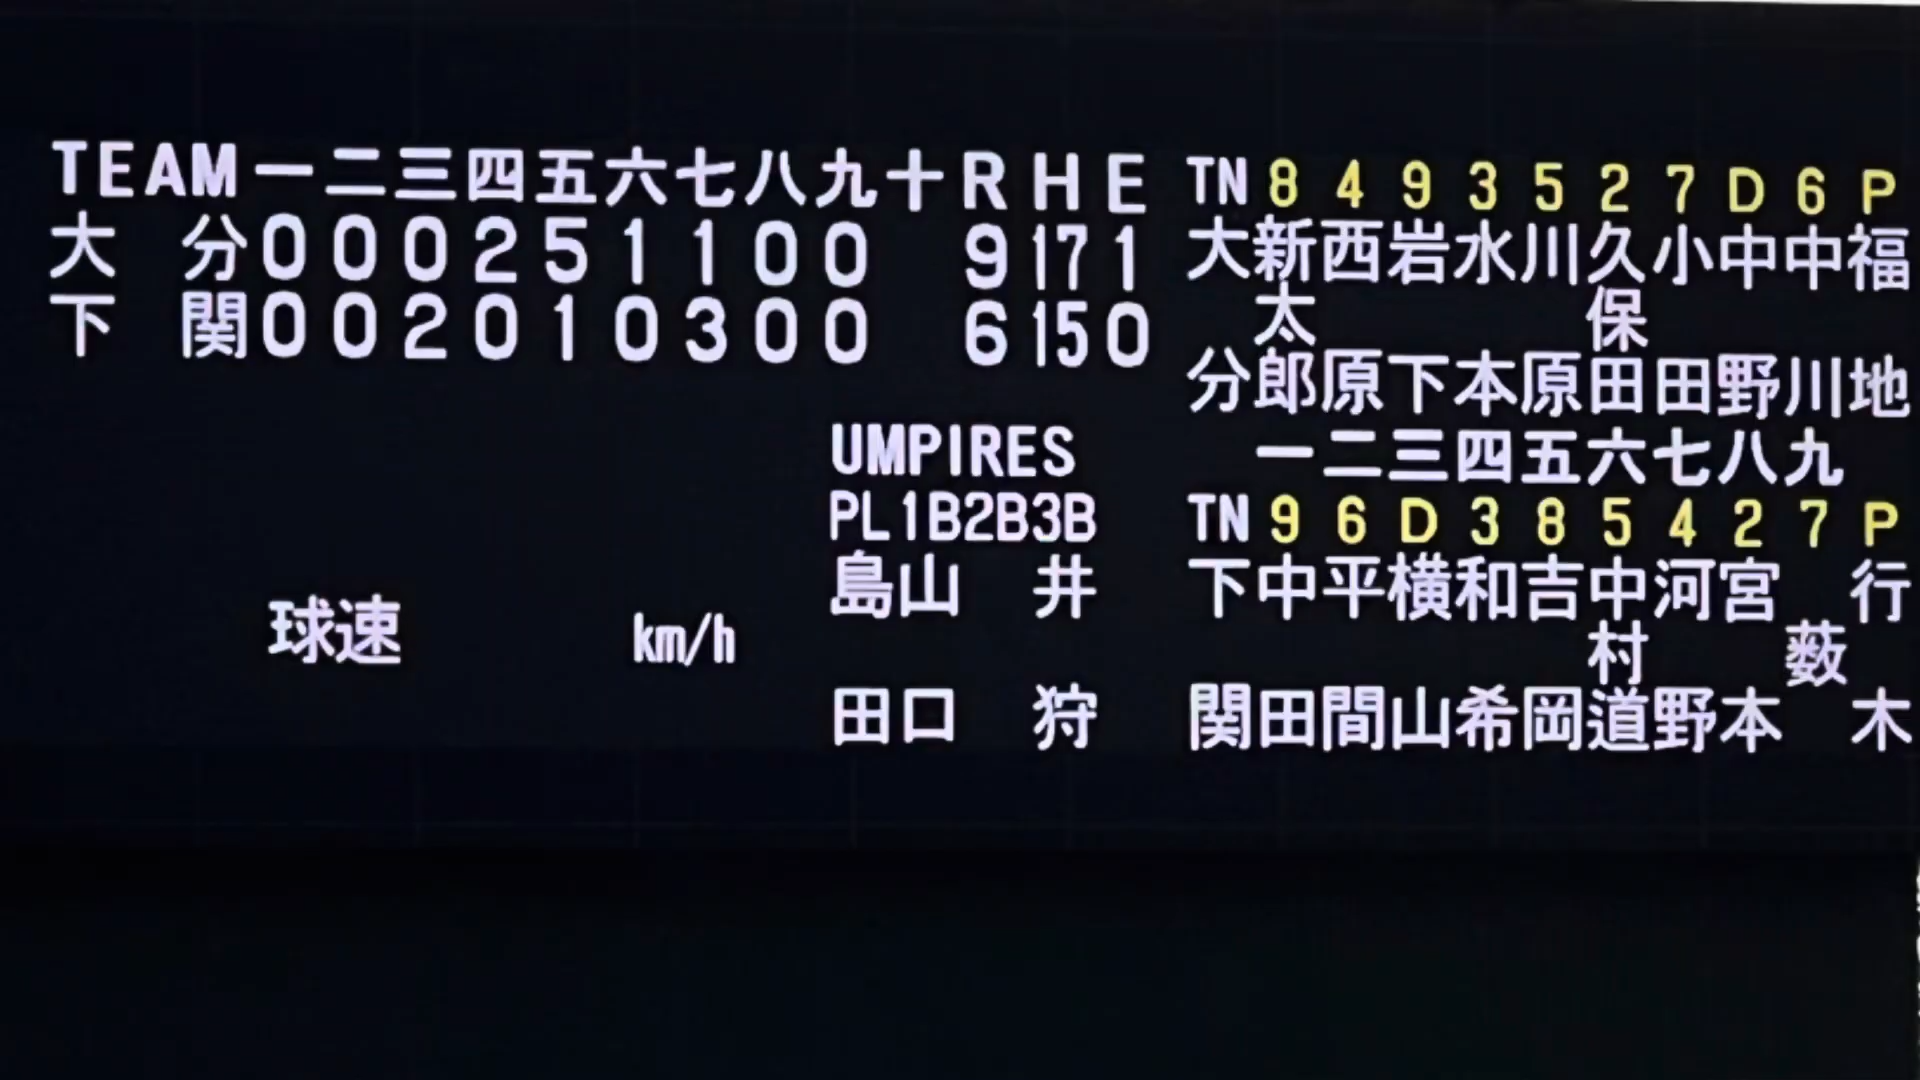 TEAM 一 二 三 四 五 六 七 八 九 十 R H E
大分 0 0 0 2 5 1 1 0 0 9 17 1
下関 0 0 2 0 1 0 3 0 0 6 15 0
UMPIRES
PL 1B 2B 3B
島田 山口 井狩
球速 km/h
TN 8 4 9 3 5 2 7 D 6 P
大分 新太郎 西原 岩下 水本 川原 久保田 小田 中野 中川 福地
一 二 三 四 五 六 七 八 九
TN 9 6 D 3 8 5 4 2 7 P
下関 中田 平間 横山 和希 吉岡 中村道 河野 宮本 薮 行木